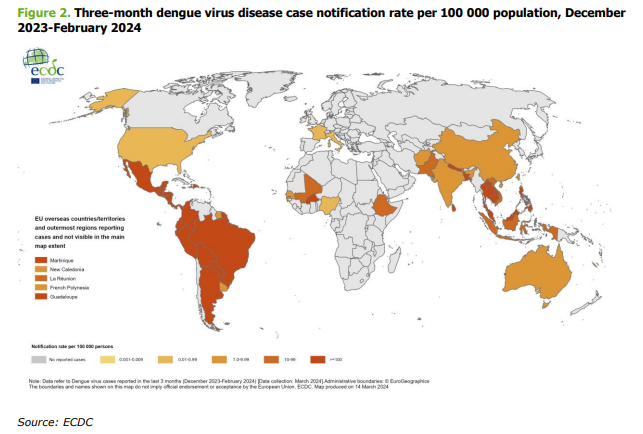 Figure 2. Three-month dengue virus disease case notification rate per 100 000 population, December
2023-February 2024
ecdc
EU overseas countries/territories
and outermost regions reporting
cases and not visible in the main
map extent
Martinique
New Caledonia
La Réunion
French Polynesia
Guadeloupe
Notification rate per 100 000 persons
No reported cases 0.001-0.009 0.01-0.99 1.0-9.99 10-99 >=100
Note: Data refer to Dengue virus cases reported in the last 3 months (December 2023-February 2024) [Data collection: March 2024] Administrative boundaries: © EuroGeographics
The boundaries and names shown on this map do not imply official endorsement or acceptance by the European Union. ECDC. Map produced on 14 March 2024
Source: ECDC